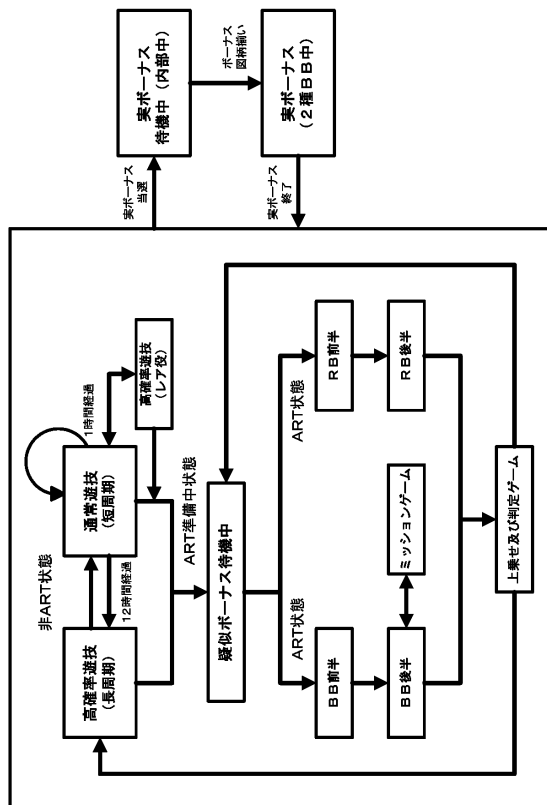 非ART状態
高確率遊技
(長周期)
通常遊技
(短周期)
12時間経過
1時間経過
高確率遊技
(レア役)
ART準備中状態
疑似ボーナス待機中
ART状態
ART状態
BB前半
BB後半
ミッションゲーム
RB前半
RB後半
上乗せ及び判定ゲーム
実ボーナス
当選
実ボーナス
待機中(内部中)
ボーナス
図柄揃い
実ボーナス
(2種BB中)
実ボーナス
終了